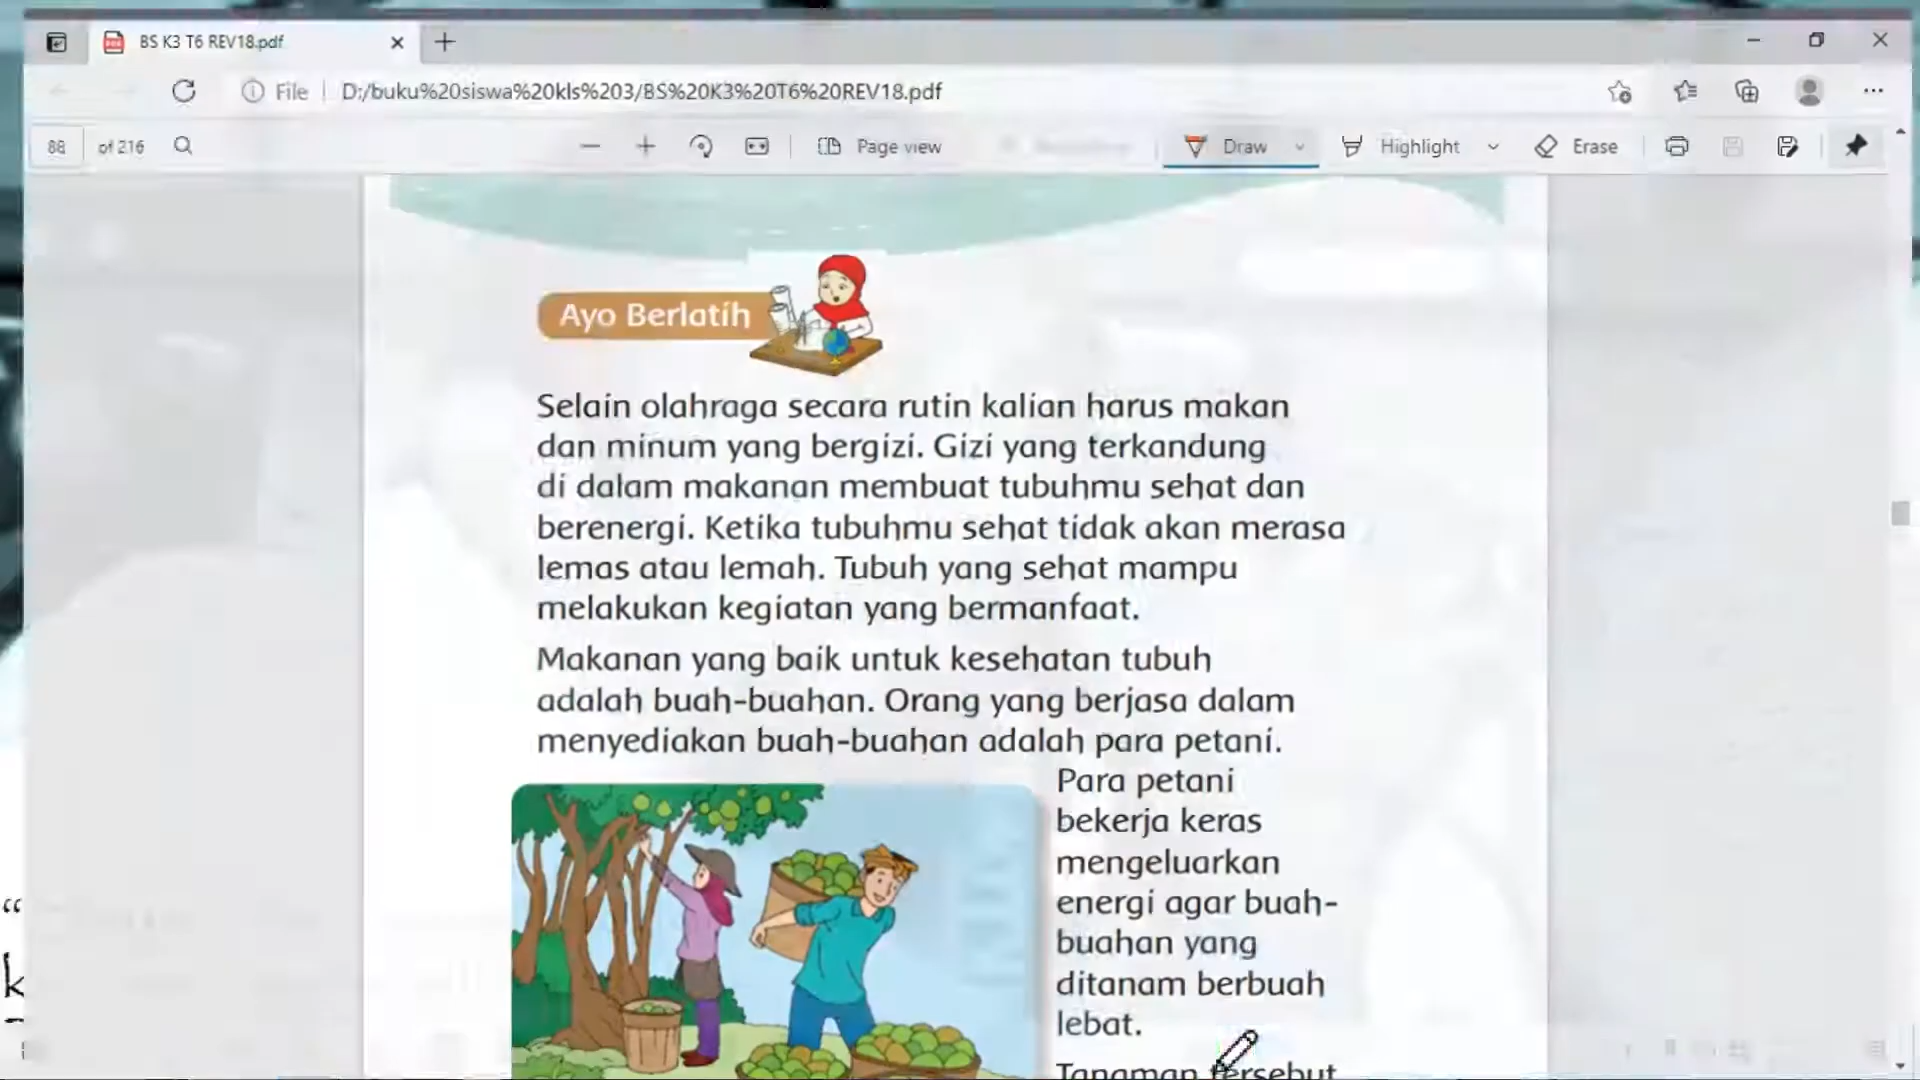 BS K3 T6 REV18.pdf
File
D:/buku%20siswa%20kls%203/BS%20K3%20T6%20REV18.pdf
88 of 216
Page view
Draw
Highlight
Erase
Ayo Berlatih
Selain olahraga secara rutin kalian harus makan
dan minum yang bergizi. Gizi yang terkandung
di dalam makanan membuat tubuhmu sehat dan
berenergi. Ketika tubuhmu sehat tidak akan merasa
lemas atau lemah. Tubuh yang sehat mampu
melakukan kegiatan yang bermanfaat.
Makanan yang baik untuk kesehatan tubuh
adalah buah-buahan. Orang yang berjasa dalam
menyediakan buah-buahan adalah para petani.
Para petani
bekerja keras
mengeluarkan
energi agar buah-
buahan yang
ditanam berbuah
lebat.
Tanaman tersebut
“
k